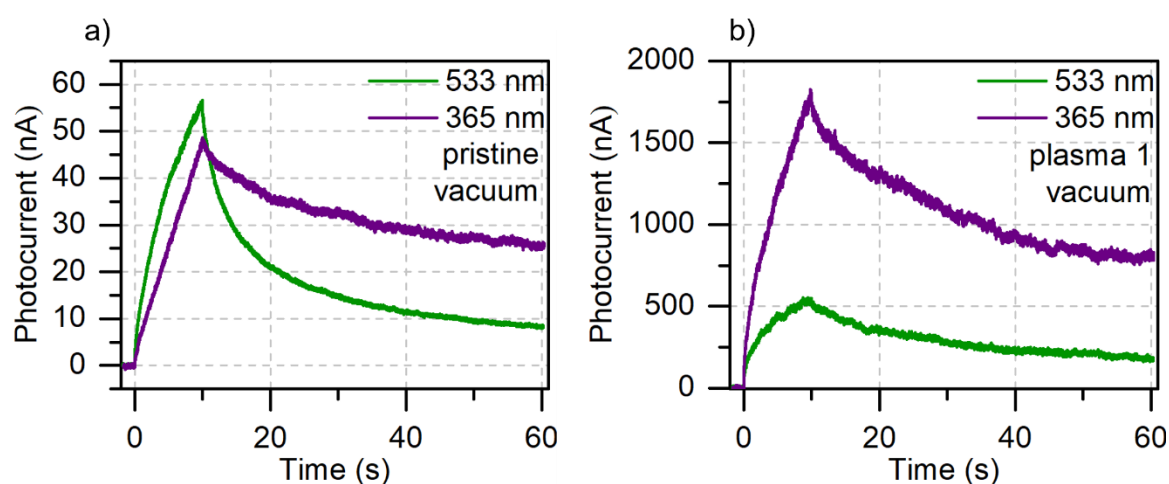 a)
60
50
40
30
20
10
0
Photocurrent (nA)
533 nm
365 nm
pristine
vacuum
0 20 40 60
Time (s)
b)
2000
1500
1000
500
0
Photocurrent (nA)
533 nm
365 nm
plasma 1
vacuum
0 20 40 60
Time (s)